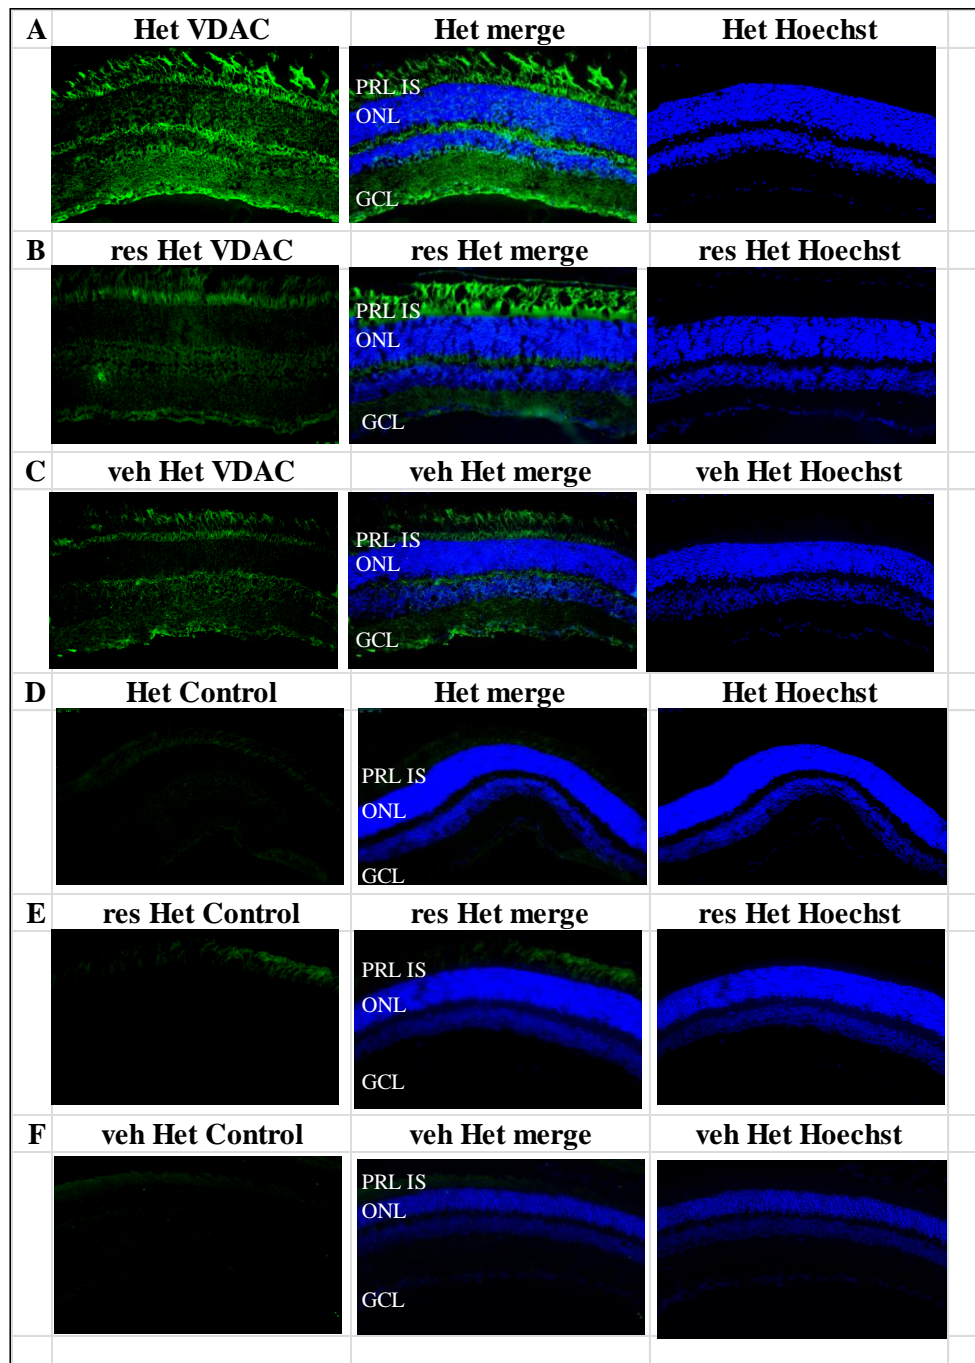 A Het VDAC Het merge Het Hoechst
PRL IS
ONL
GCL
B res Het VDAC res Het merge res Het Hoechst
PRL IS
ONL
GCL
C veh Het VDAC veh Het merge veh Het Hoechst
PRL IS
ONL
GCL
D Het Control Het merge Het Hoechst
PRL IS
ONL
GCL
E res Het Control res Het merge res Het Hoechst
PRL IS
ONL
GCL
F veh Het Control veh Het merge veh Het Hoechst
PRL IS
ONL
GCL